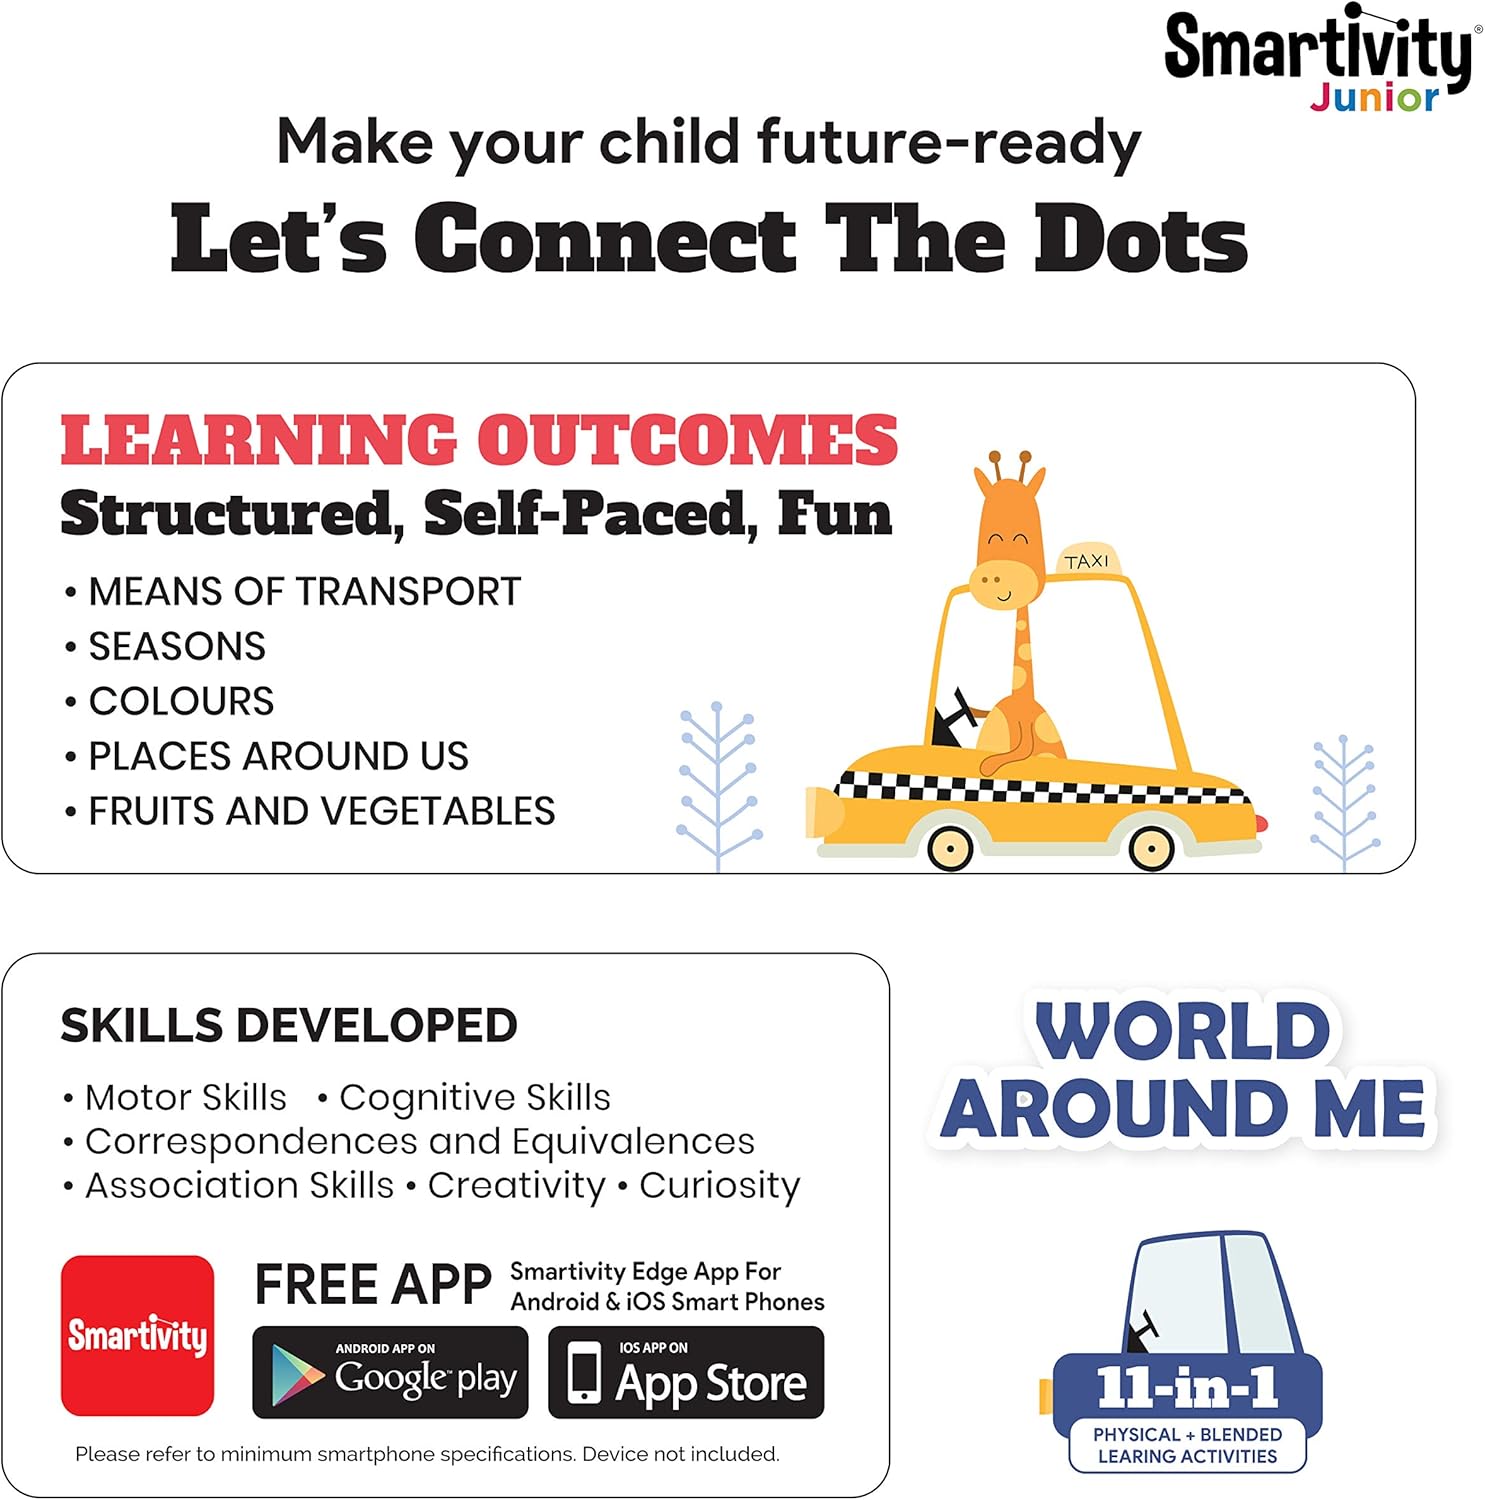 Smartivity®
Junior
Make your child future-ready
Let's Connect The Dots
LEARNING OUTCOMES
Structured, Self-Paced, Fun
• MEANS OF TRANSPORT
• SEASONS
• COLOURS
• PLACES AROUND US
• FRUITS AND VEGETABLES
TAXI
SKILLS DEVELOPED
• Motor Skills • Cognitive Skills
• Correspondences and Equivalences
• Association Skills • Creativity • Curiosity
Smartivity
FREE APP
Smartivity Edge App For
Android & iOS Smart Phones
ANDROID APP ON
Google™ play
IOS APP ON
App Store
Please refer to minimum smartphone specifications. Device not included.
WORLD
AROUND ME
11-in-1
PHYSICAL + BLENDED
LEARING ACTIVITIES